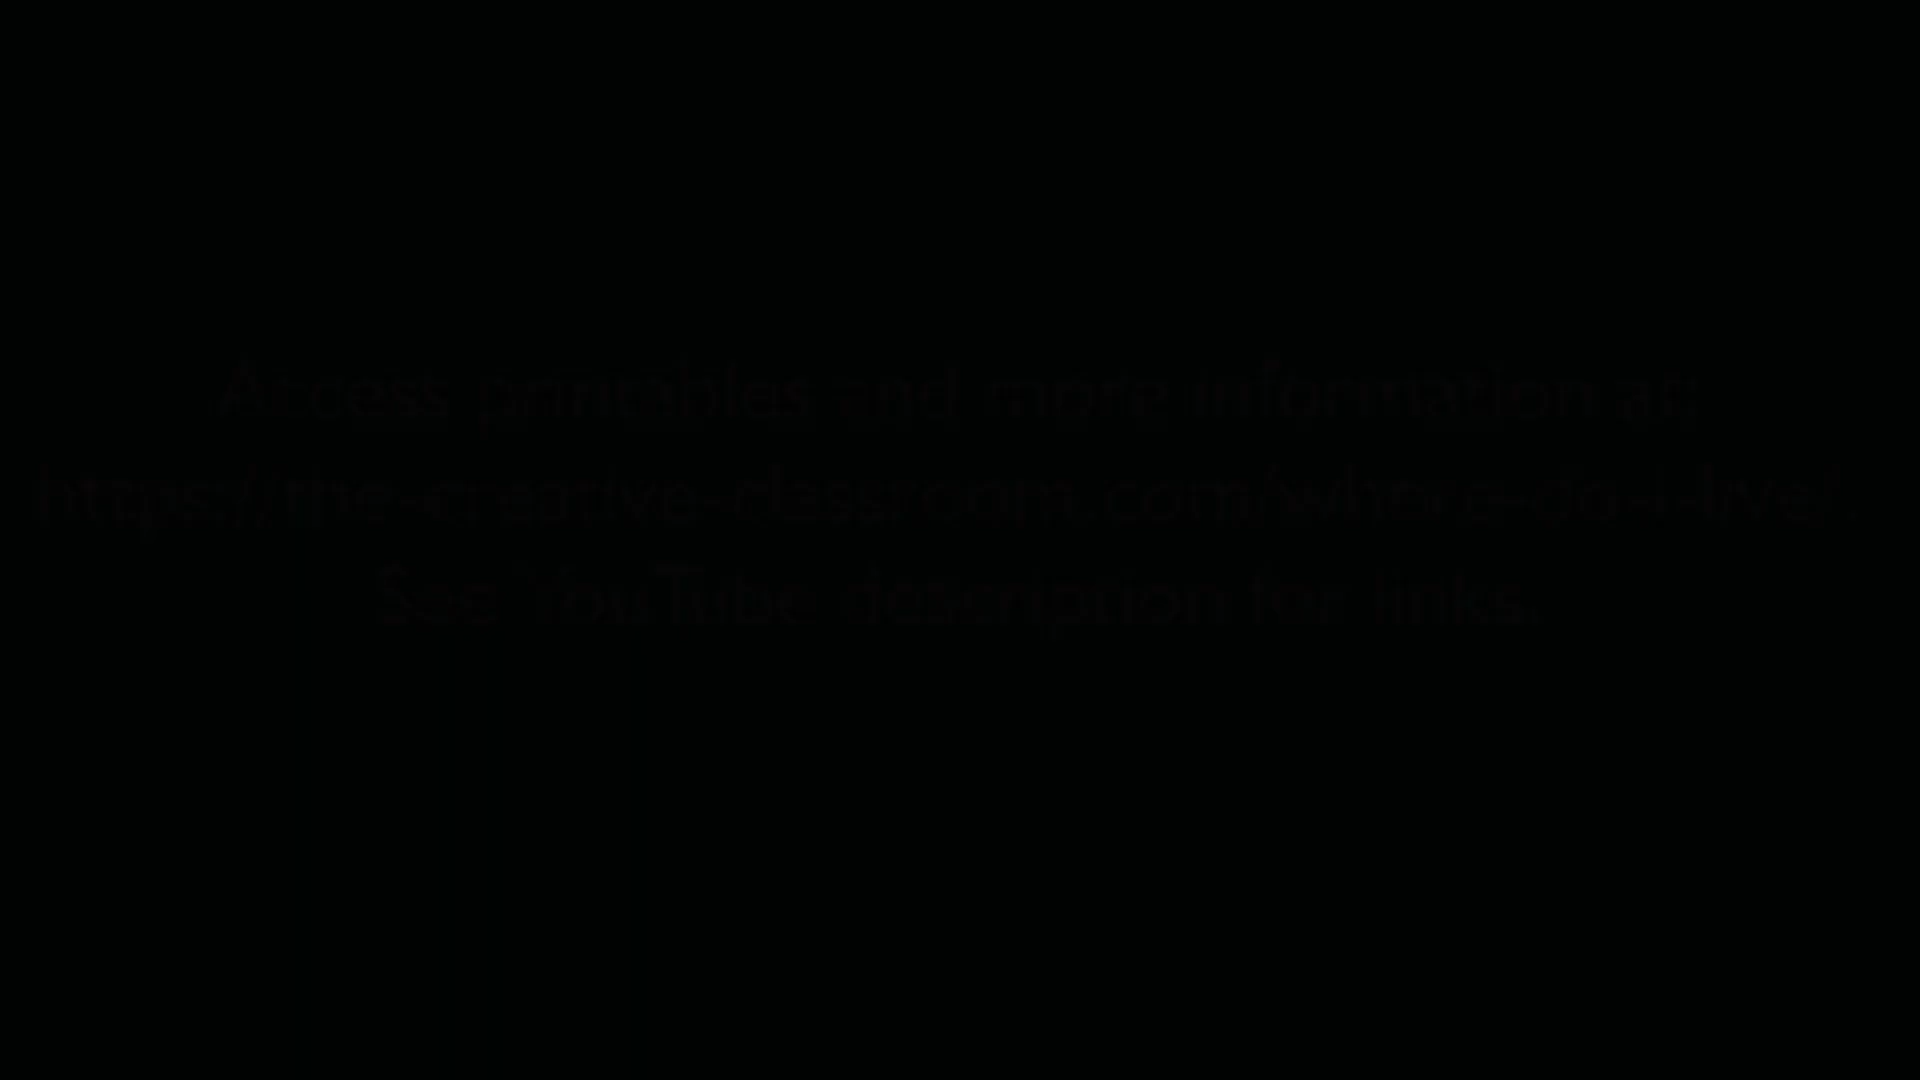 Access printables and more information at:
https://the-creative-classroom.com/where-do-i-live/
See YouTube description for links.